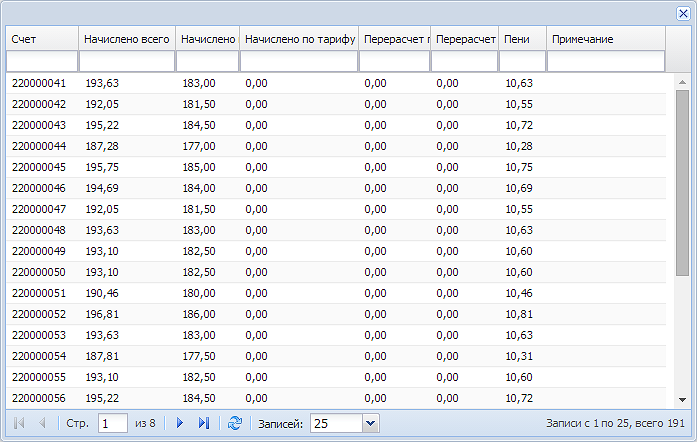 Счет Начислено всего Начислено Начислено по тарифу Перерасчет Перерасчет Пени Примечание
220000041 193,63 183,00 0,00 0,00 0,00 10,63
220000042 192,05 181,50 0,00 0,00 0,00 10,55
220000043 195,22 184,50 0,00 0,00 0,00 10,72
220000044 187,28 177,00 0,00 0,00 0,00 10,28
220000045 195,75 185,00 0,00 0,00 0,00 10,75
220000046 194,69 184,00 0,00 0,00 0,00 10,69
220000047 192,05 181,50 0,00 0,00 0,00 10,55
220000048 193,63 183,00 0,00 0,00 0,00 10,63
220000049 193,10 182,50 0,00 0,00 0,00 10,60
220000050 193,10 182,50 0,00 0,00 0,00 10,60
220000051 190,46 180,00 0,00 0,00 0,00 10,46
220000052 196,81 186,00 0,00 0,00 0,00 10,81
220000053 193,63 183,00 0,00 0,00 0,00 10,63
220000054 187,81 177,50 0,00 0,00 0,00 10,31
220000055 193,10 182,50 0,00 0,00 0,00 10,60
220000056 195,22 184,50 0,00 0,00 0,00 10,72
Стр. 1 из 8 Записей: 25 Записи с 1 по 25, всего 191